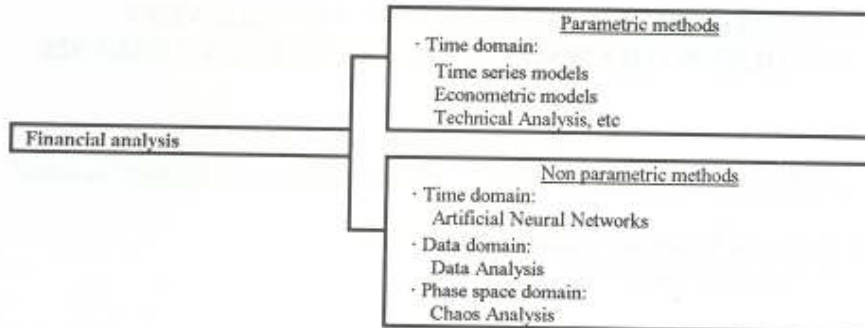 Parametric methods
· Time domain:
Time series models
Econometric models
Technical Analysis, etc
Financial analysis
Non parametric methods
· Time domain:
Artificial Neural Networks
· Data domain:
Data Analysis
· Phase space domain:
Chaos Analysis